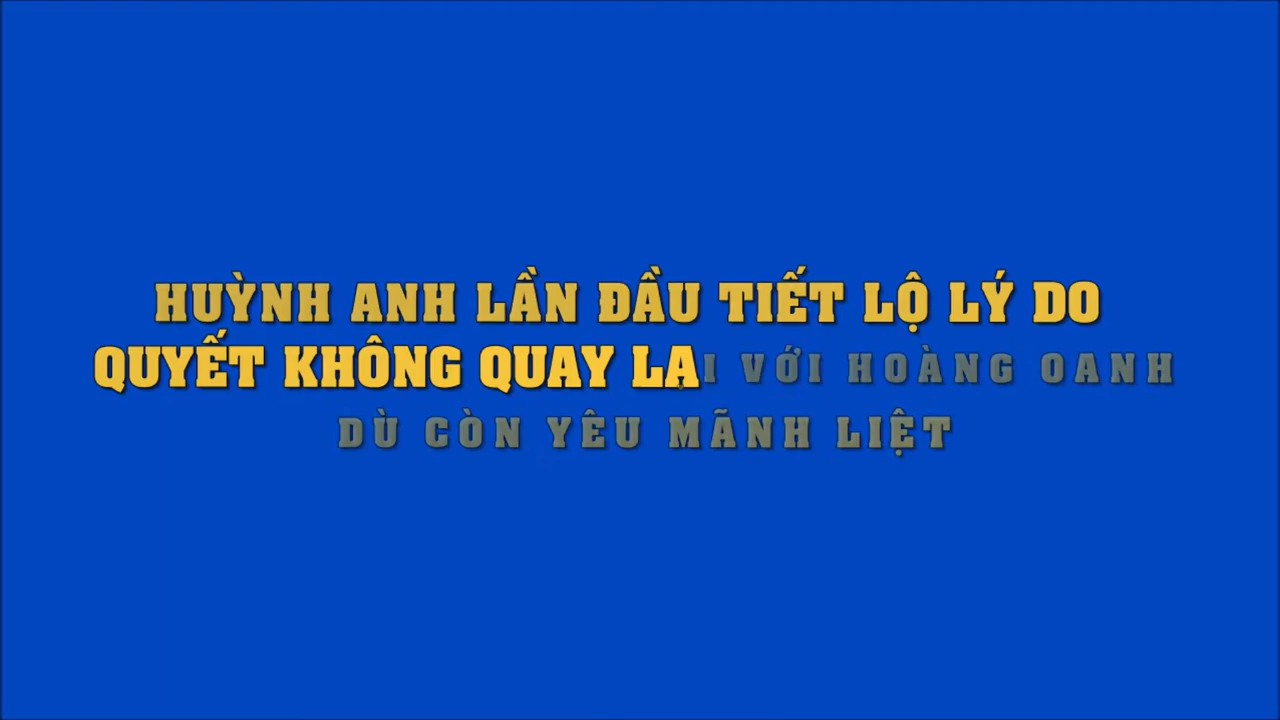 HUỲNH ANH LẦN ĐẦU TIẾT LỘ LÝ DO
QUYẾT KHÔNG QUAY LẠI VỚI HOÀNG OANH
DÙ CÒN YÊU MÃNH LIỆT